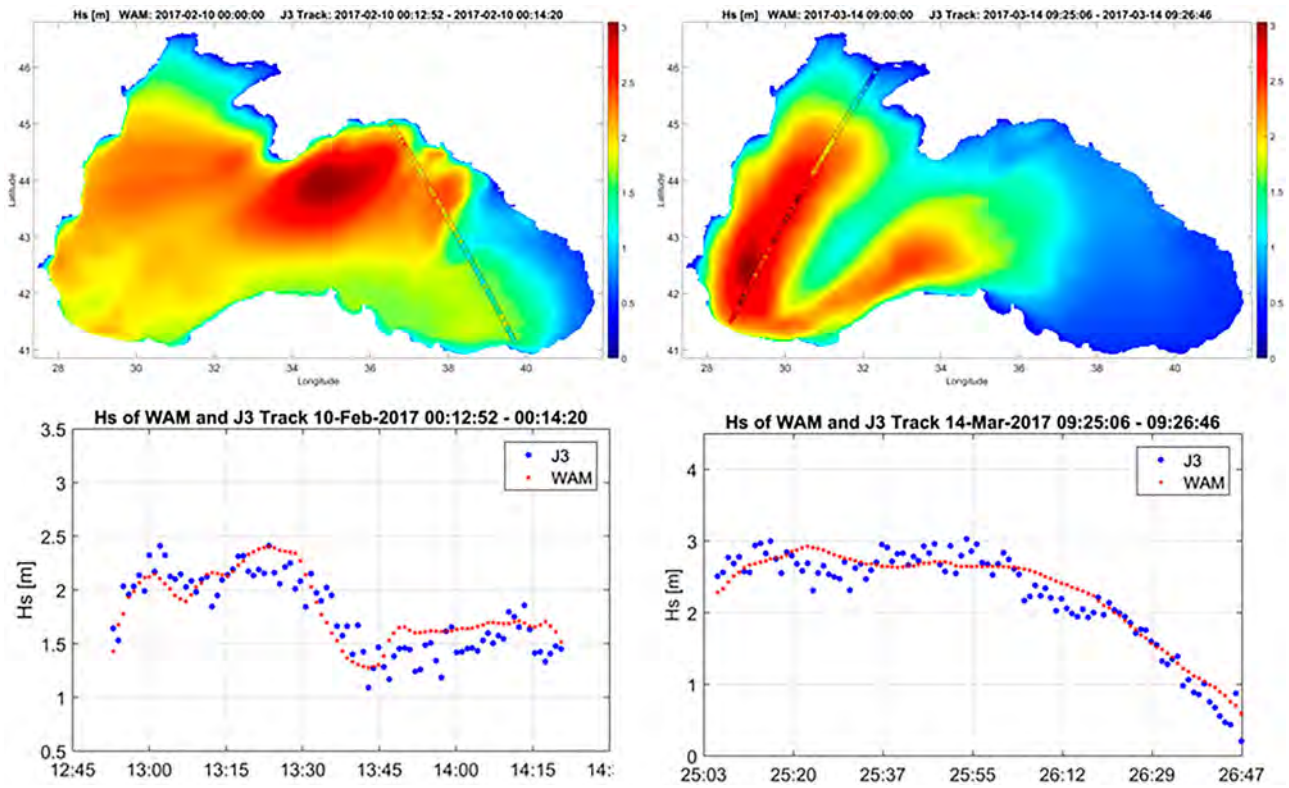 Hs [m] WAM: 2017-02-10 00:00:00 J3 Track: 2017-02-10 00:12:52 - 2017-02-10 00:14:20
46
45
44
43
42
41
Latitude
28 30 32 34 36 38 40
Longitude
3
2.5
2
1.5
1
0.5
0
Hs [m] WAM: 2017-03-14 09:00:00 J3 Track: 2017-03-14 09:25:06 - 2017-03-14 09:26:46
46
45
44
43
42
41
Latitude
28 30 32 34 36 38 40
Longitude
3
2.5
2
1.5
1
0.5
0
Hs of WAM and J3 Track 10-Feb-2017 00:12:52 - 00:14:20
3.5
3
2.5
2
1.5
1
0.5
Hs [m]
J3
WAM
12:45 13:00 13:15 13:30 13:45 14:00 14:15 14:
Hs of WAM and J3 Track 14-Mar-2017 09:25:06 - 09:26:46
4
3
2
1
0
Hs [m]
J3
WAM
25:03 25:20 25:37 25:55 26:12 26:29 26:47